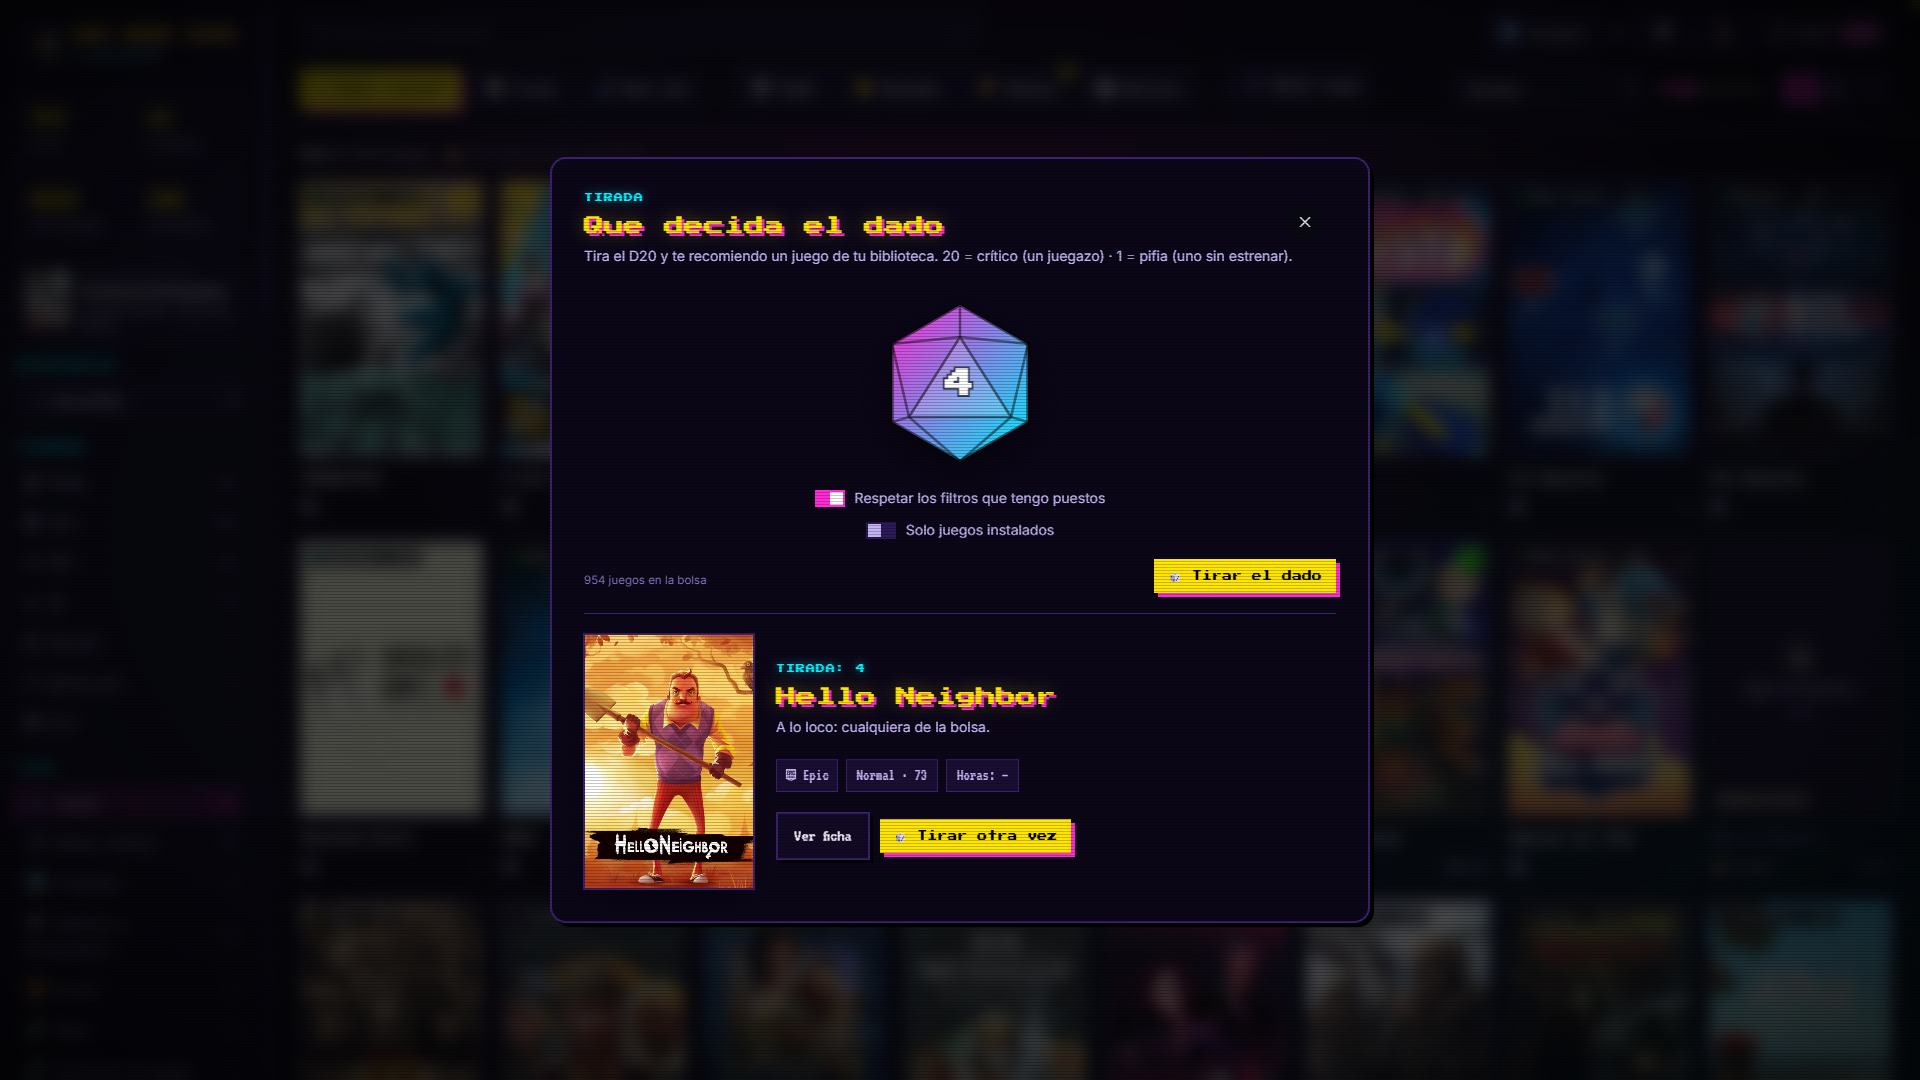 TIRADA
Que decida el dado
Tira el D20 y te recomiendo un juego de tu biblioteca. 20 = crítico (un juegazo) · 1 = pifia (uno sin estrenar).
4
Respetar los filtros que tengo puestos
Solo juegos instalados
954 juegos en la bolsa
Tirar el dado
TIRADA: 4
Hello Neighbor
A lo loco: cualquiera de la bolsa.
Epic
Normal · 73
Horas: –
Ver ficha
Tirar otra vez
HELLO NEIGHBOR